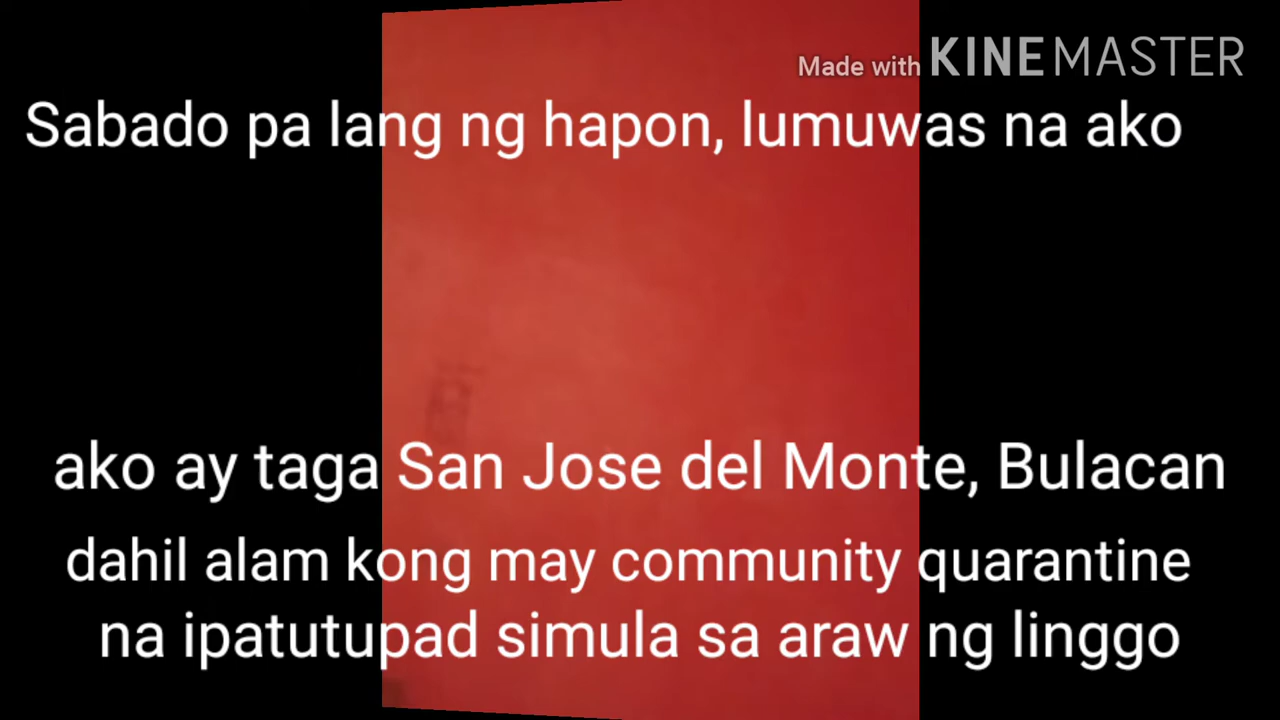 Made with KINEMASTER
Sabado pa lang ng hapon, lumuwas na ako
ako ay taga San Jose del Monte, Bulacan
dahil alam kong may community quarantine
na ipatutupad simula sa araw ng linggo